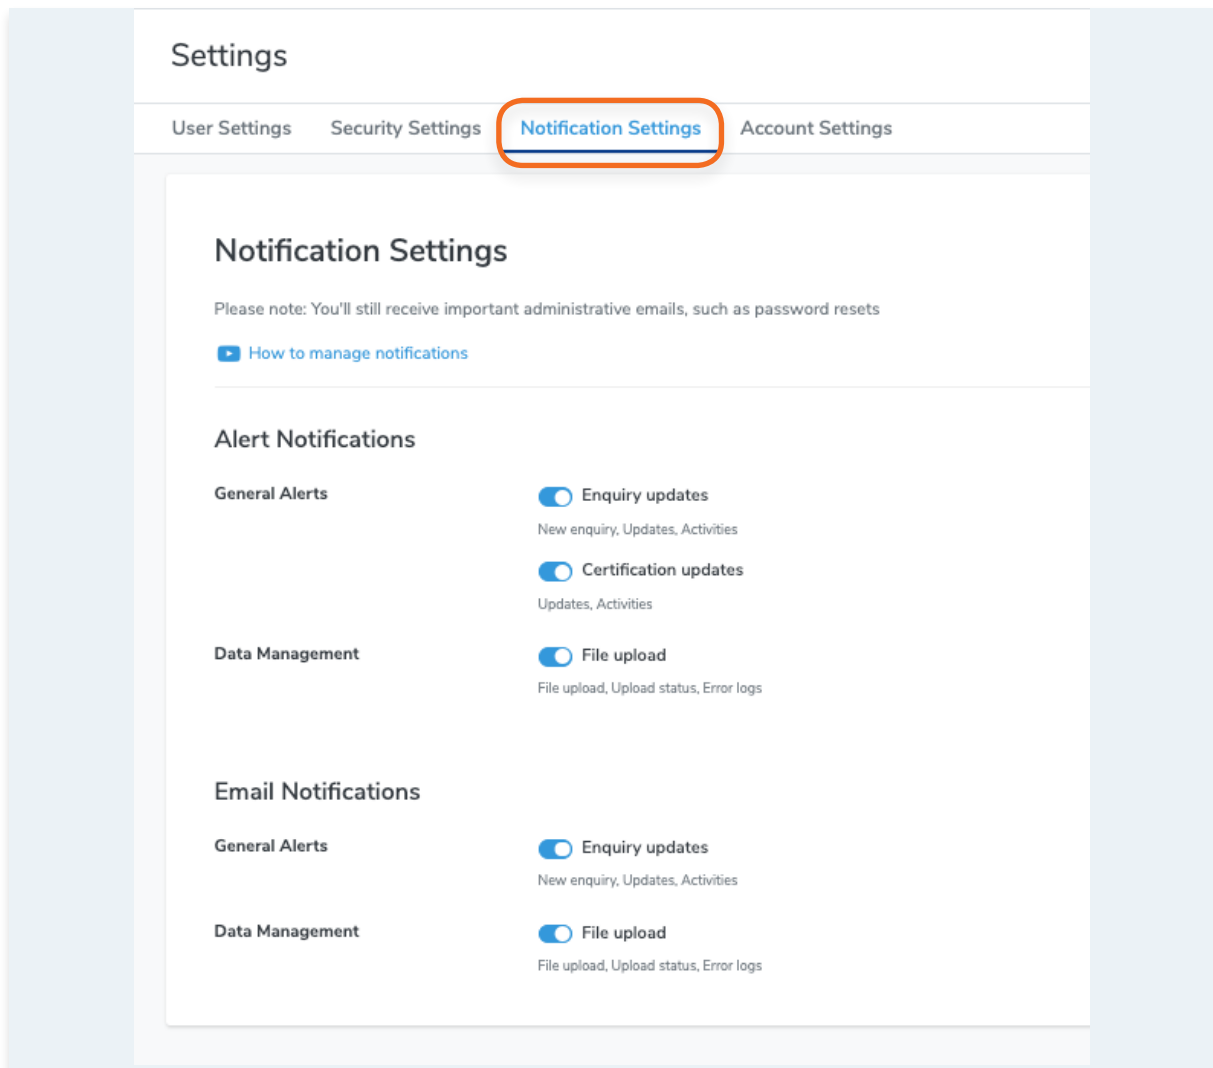 Settings
User Settings Security Settings Notification Settings Account Settings
Notification Settings
Please note: You'll still receive important administrative emails, such as password resets
How to manage notifications
Alert Notifications
General Alerts Enquiry updates
New enquiry, Updates, Activities
Certification updates
Updates, Activities
Data Management File upload
File upload, Upload status, Error logs
Email Notifications
General Alerts Enquiry updates
New enquiry, Updates, Activities
Data Management File upload
File upload, Upload status, Error logs